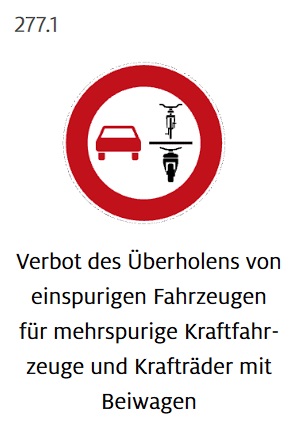 277.1
Verbot des Überholens von
einspurigen Fahrzeugen
für mehrspurige Kraftfahr-
zeuge und Krafträder mit
Beiwagen